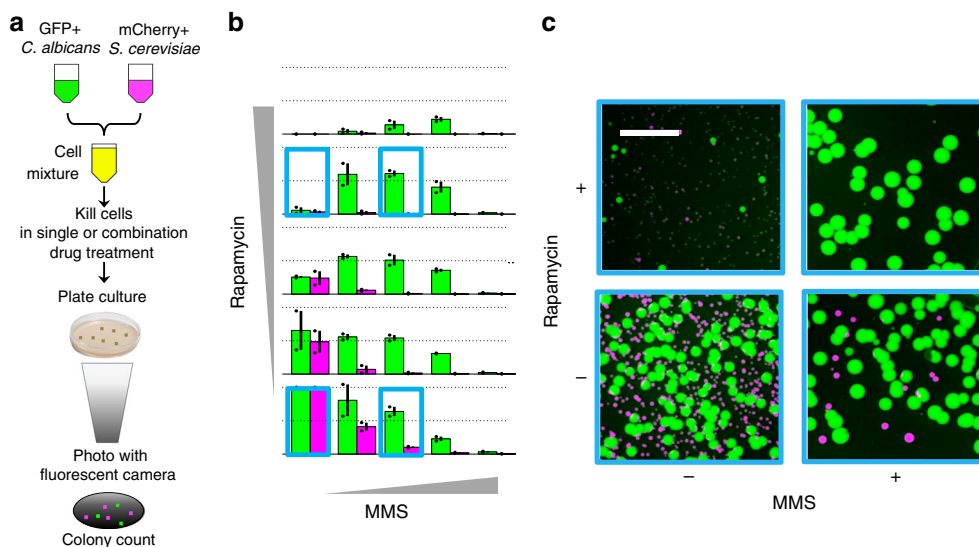 a
GFP+ mCherry+
C. albicans S. cerevisiae
Cell
mixture
Kill cells
in single or combination
drug treatment
Plate culture
Photo with
fluorescent camera
Colony count
b
Rapamycin
MMS
c
Rapamycin
+
–
– +
MMS